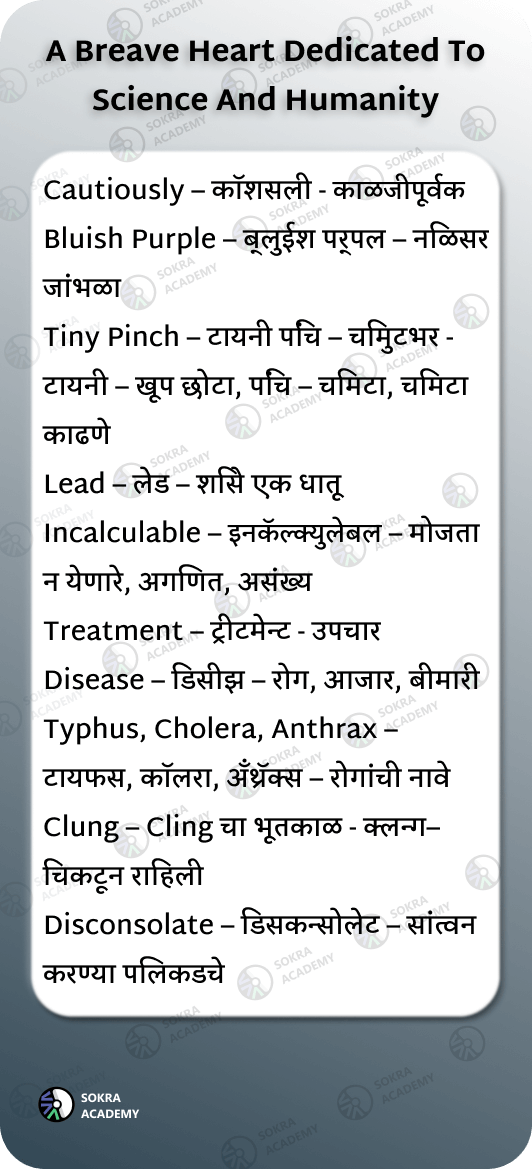 A Breave Heart Dedicated To
Science And Humanity
Cautiously – कॉशसली - काळजीपूर्वक
Bluish Purple – ब्लुईश पर्‌पल – नळिसर
जांभळा
Tiny Pinch – टायनी पचिं – चमिुटभर -
टायनी – खूप छोटा, पचिं – चमिटा, चमिटा
काढणे
Lead – लेड – शसिे एक धातू
Incalculable – इनकॅल्क्युलेबल – मोजता
न येणारे, अगणित, असंख्य
Treatment – ट्रीटमेन्ट - उपचार
Disease – डिसीझ – रोग, आजार, बीमारी
Typhus, Cholera, Anthrax –
टायफस, कॉलरा, अँथ्रॅक्स – रोगांची नावे
Clung – Cling चा भूतकाळ - क्लन्ग–
चिकटून राहिली
Disconsolate – डिसकन्सोलेट – सांत्वन
करण्या पलिकडचे
SOKRA
ACADEMY